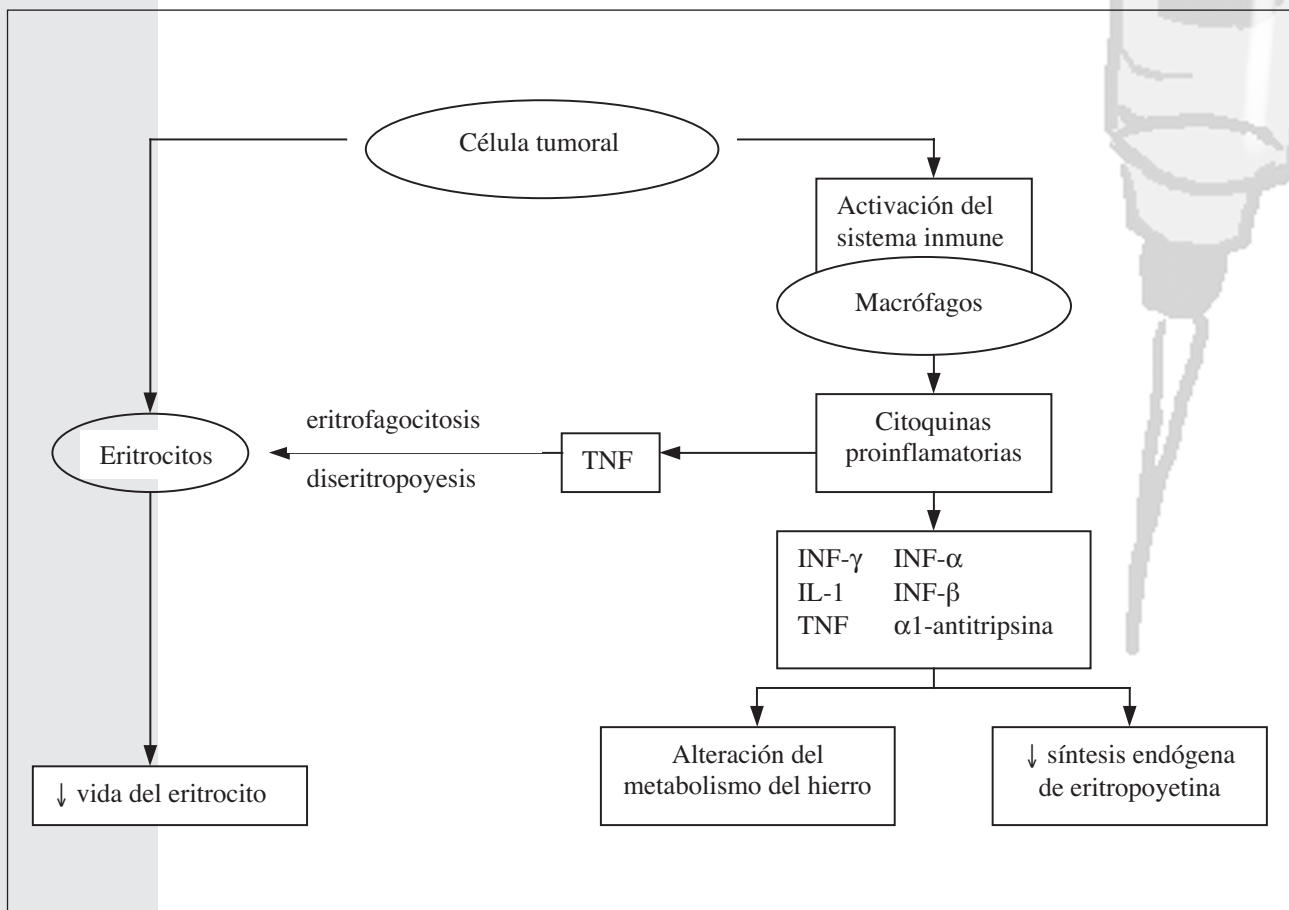 Célula tumoral
Activación del
sistema inmune
Macrófagos
Citoquinas
proinflamatorias
TNF
eritrofagocitosis
diseritropoyesis
Eritrocitos
INF-γ INF-α
IL-1 INF-β
TNF α1-antitripsina
Alteración del
metabolismo del hierro
↓ síntesis endógena
de eritropoyetina
↓ vida del eritrocito